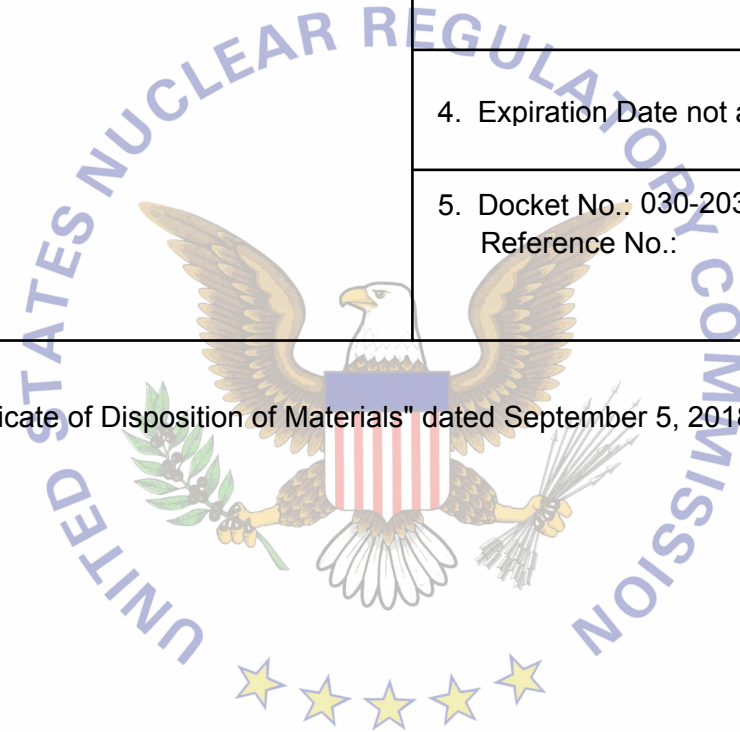 UNITED STATES NUCLEAR REGULATORY COMMISSION
4. Expiration Date not
5. Docket No.: 030-203
Reference No.:
of Disposition of Materials" dated September 5, 2018